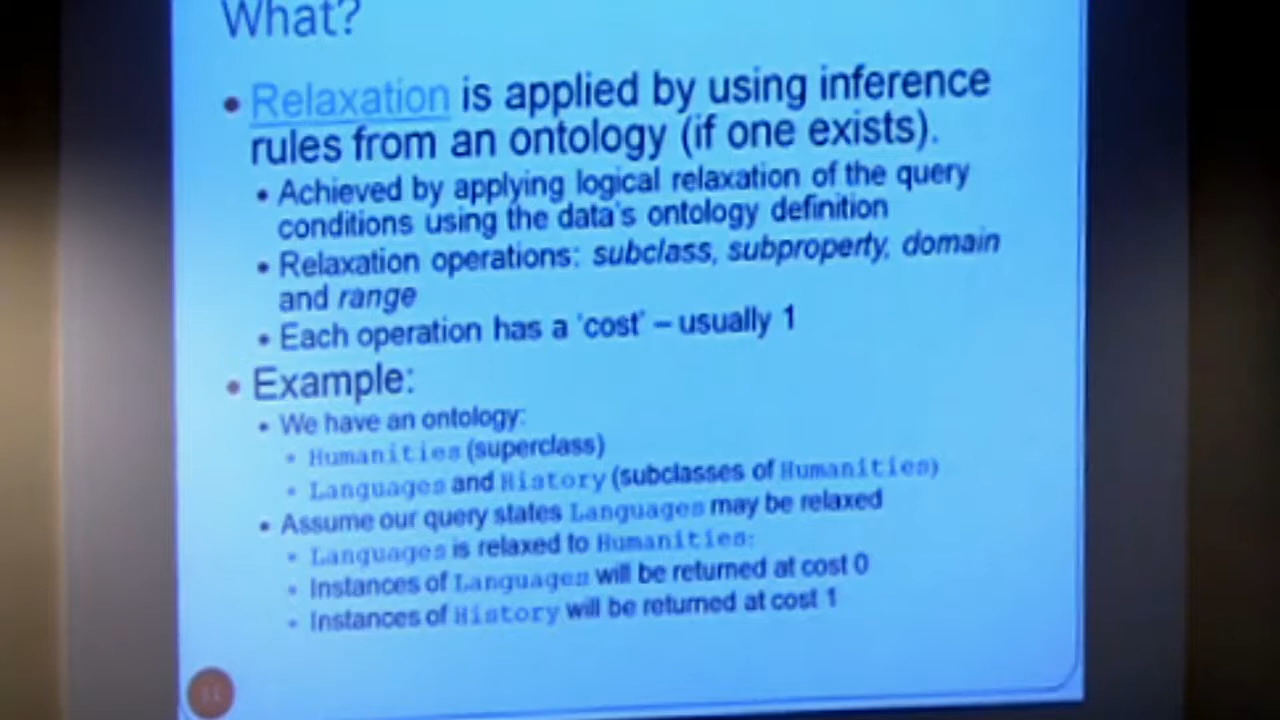 What?
• Relaxation is applied by using inference
rules from an ontology (if one exists).
• Achieved by applying logical relaxation of the query
conditions using the data's ontology definition
• Relaxation operations: subclass, subproperty, domain
and range
• Each operation has a 'cost' – usually 1
• Example:
• We have an ontology:
• Humanities (superclass)
• Languages and History (subclasses of Humanities)
• Assume our query states Languages may be relaxed
• Languages is relaxed to Humanities:
• Instances of Languages will be returned at cost 0
• Instances of History will be returned at cost 1